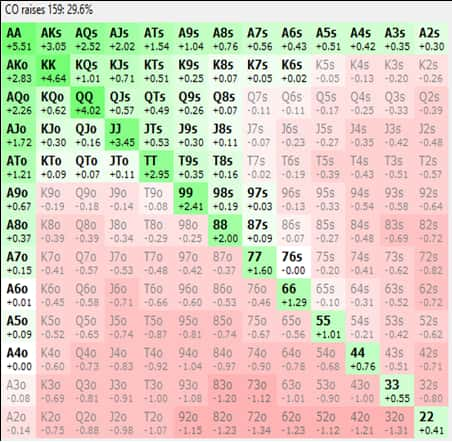 CO raises 159: 29.6%
AA AKs AQs AJs ATs A9s A8s A7s A6s A5s A4s A3s A2s
+5.51 +3.05 +2.52 +2.02 +1.54 +1.04 +0.76 +0.56 +0.43 +0.51 +0.42 +0.35 +0.30
AKo KK KQs KJs KTs K9s K8s K7s K6s K5s K4s K3s K2s
+2.83 +4.64 +1.01 +0.71 +0.51 +0.25 +0.07 +0.05 +0.02 -0.05 -0.13 -0.20 -0.26
AQo KQo QQ QJs QTs Q9s Q8s Q7s Q6s Q5s Q4s Q3s Q2s
+2.26 +0.62 +4.02 +0.57 +0.49 +0.26 +0.07 -0.11 -0.11 -0.17 -0.25 -0.33 -0.39
AJo KJo QJo JJ JTs J9s J8s J7s J6s J5s J4s J3s J2s
+1.72 +0.30 +0.16 +3.45 +0.53 +0.30 +0.11 -0.07 -0.23 -0.27 -0.35 -0.42 -0.48
ATo KTo QTo JTo TT T9s T8s T7s T6s T5s T4s T3s T2s
+1.21 +0.09 +0.07 +0.11 +2.95 +0.35 +0.16 -0.02 -0.19 -0.39 -0.43 -0.51 -0.57
A9o K9o Q9o J9o T9o 99 98s 97s 96s 95s 94s 93s 92s
+0.67 -0.19 -0.18 -0.14 -0.08 +2.41 +0.19 +0.03 -0.13 -0.33 -0.54 -0.58 -0.64
A8o K8o Q8o J8o T8o 98o 88 87s 86s 85s 84s 83s 82s
+0.37 -0.39 -0.39 -0.34 -0.29 -0.25 +2.00 +0.09 -0.07 -0.27 -0.48 -0.69 -0.72
A7o K7o Q7o J7o T7o 97o 87o 77 76s 75s 74s 73s 72s
+0.15 -0.41 -0.57 -0.53 -0.48 -0.42 -0.37 +1.60 -0.00 -0.20 -0.41 -0.62 -0.82
A6o K6o Q6o J6o T6o 96o 86o 76o 66 65s 64s 63s 62s
+0.01 -0.45 -0.58 -0.71 -0.66 -0.60 -0.53 -0.46 +1.29 -0.10 -0.31 -0.52 -0.72
A5o K5o Q5o J5o T5o 95o 85o 75o 65o 55 54s 53s 52s
+0.09 -0.52 -0.65 -0.74 -0.87 -0.81 -0.74 -0.67 -0.56 +1.01 -0.21 -0.42 -0.62
A4o K4o Q4o J4o T4o 94o 84o 74o 64o 54o 44 43s 42s
+0.00 -0.60 -0.73 -0.83 -0.92 -1.04 -0.97 -0.90 -0.78 -0.68 +0.76 -0.51 -0.71
A3o K3o Q3o J3o T3o 93o 83o 73o 63o 53o 43o 33 32s
-0.08 -0.69 -0.81 -0.91 -1.00 -1.08 -1.20 -1.12 -1.01 -0.90 -1.00 +0.55 -0.80
A2o K2o Q2o J2o T2o 92o 82o 72o 62o 52o 42o 32o 22
-0.14 -0.75 -0.88 -0.98 -1.07 -1.15 -1.23 -1.34 -1.23 -1.12 -1.21 -1.31 +0.41